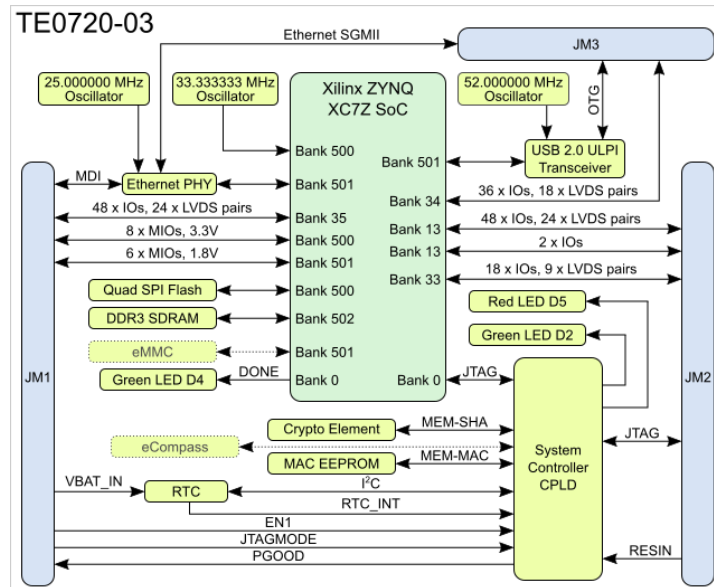 TE0720-03
Ethernet SGMII
JM3
25.000000 MHz
Oscillator
33.333333 MHz
Oscillator
Xilinx ZYNQ
XC7Z SoC
52.000000 MHz
Oscillator
OTG
Bank 500
Bank 501
USB 2.0 ULPI
Transceiver
MDI
Ethernet PHY
Bank 501
36 x IOs, 18 x LVDS pairs
Bank 34
48 x IOs, 24 x LVDS pairs
Bank 35
48 x IOs, 24 x LVDS pairs
Bank 13
8 x MIOs, 3.3V
Bank 500
2 x IOs
Bank 13
6 x MIOs, 1.8V
Bank 501
18 x IOs, 9 x LVDS pairs
Bank 33
Quad SPI Flash
Bank 500
Red LED D5
DDR3 SDRAM
Bank 502
Green LED D2
eMMC
Bank 501
JM1
Green LED D4
DONE
Bank 0
Bank 0
JTAG
JM2
Crypto Element
MEM-SHA
eCompass
MAC EEPROM
MEM-MAC
System
Controller
CPLD
JTAG
VBAT_IN
RTC
I²C
RTC_INT
EN1
JTAGMODE
PGOOD
RESIN